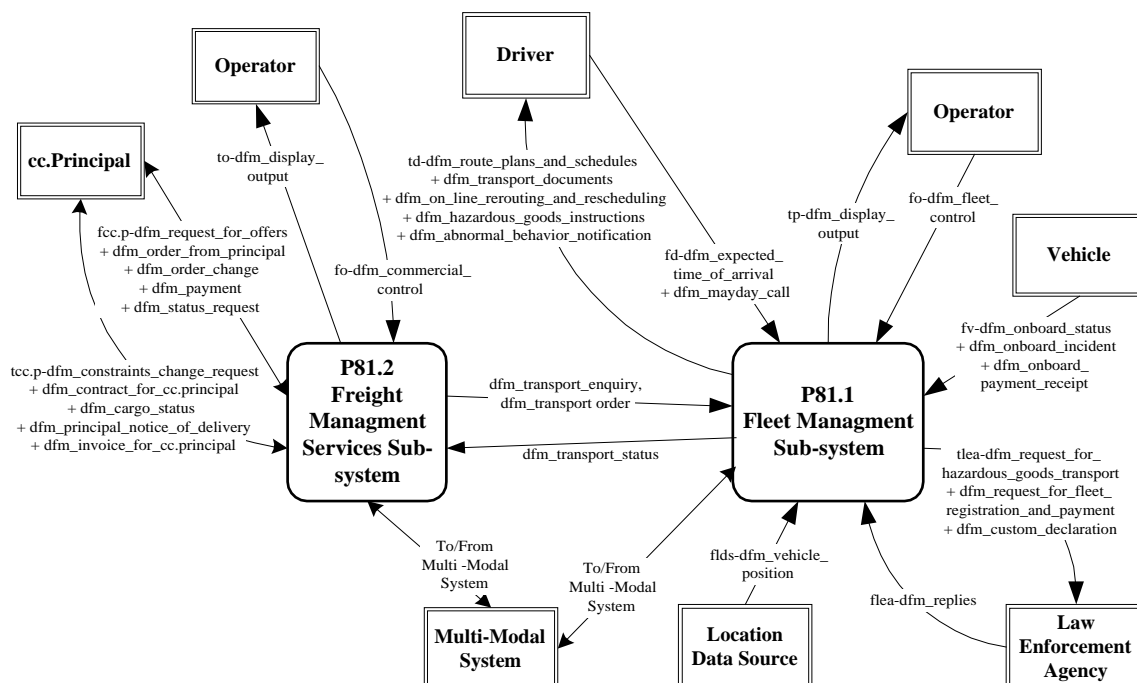 Operator
Driver
Operator
cc.Principal
Vehicle
to-dfm_display_
output
td-dfm_route_plans_and_schedules
+ dfm_transport_documents
+ dfm_on_line_rerouting_and_rescheduling
+ dfm_hazardous_goods_instructions
+ dfm_abnormal_behavior_notification
tp-dfm_display_
output
fo-dfm_fleet_
control
fcc.p-dfm_request_for_offers
+ dfm_order_from_principal
+ dfm_order_change
+ dfm_payment
+ dfm_status_request
fo-dfm_commercial_
control
fd-dfm_expected_
time_of_arrival
+ dfm_mayday_call
fv-dfm_onboard_status
+ dfm_onboard_incident
+ dfm_onboard_
payment_receipt
tcc.p-dfm_constraints_change_request
+ dfm_contract_for_cc.principal
+ dfm_cargo_status
+ dfm_principal_notice_of_delivery
+ dfm_invoice_for_cc.principal
P81.2
Freight
Managment
Services Sub-
system
dfm_transport_enquiry,
dfm_transport order
dfm_transport_status
P81.1
Fleet Managment
Sub-system
tlea-dfm_request_for_
hazardous_goods_transport
+ dfm_request_for_fleet_
registration_and_payment
+ dfm_custom_declaration
To/From
Multi -Modal
System
To/From
Multi -Modal
System
flds-dfm_vehicle_
position
flea-dfm_replies
Multi-Modal
System
Location
Data Source
Law
Enforcement
Agency